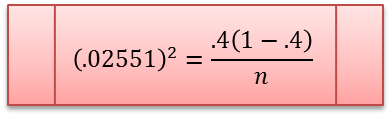 (.02551)² = .4(1 − .4)/n